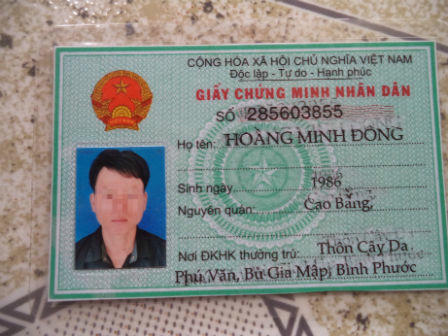 CỘNG HÒA XÃ HỘI CHỦ NGHĨA VIỆT NAM
Độc lập - Tự do - Hạnh phúc
GIẤY CHỨNG MINH NHÂN DÂN
SỐ 285603855
Họ tên: HOÀNG MINH ĐÔNG
Sinh ngày 1986
Nguyên quán: Cao Bằng,
Nơi ĐKHK thường trú: Thôn Cây Da
Phú Văn, Bù Gia Mập, Bình Phước